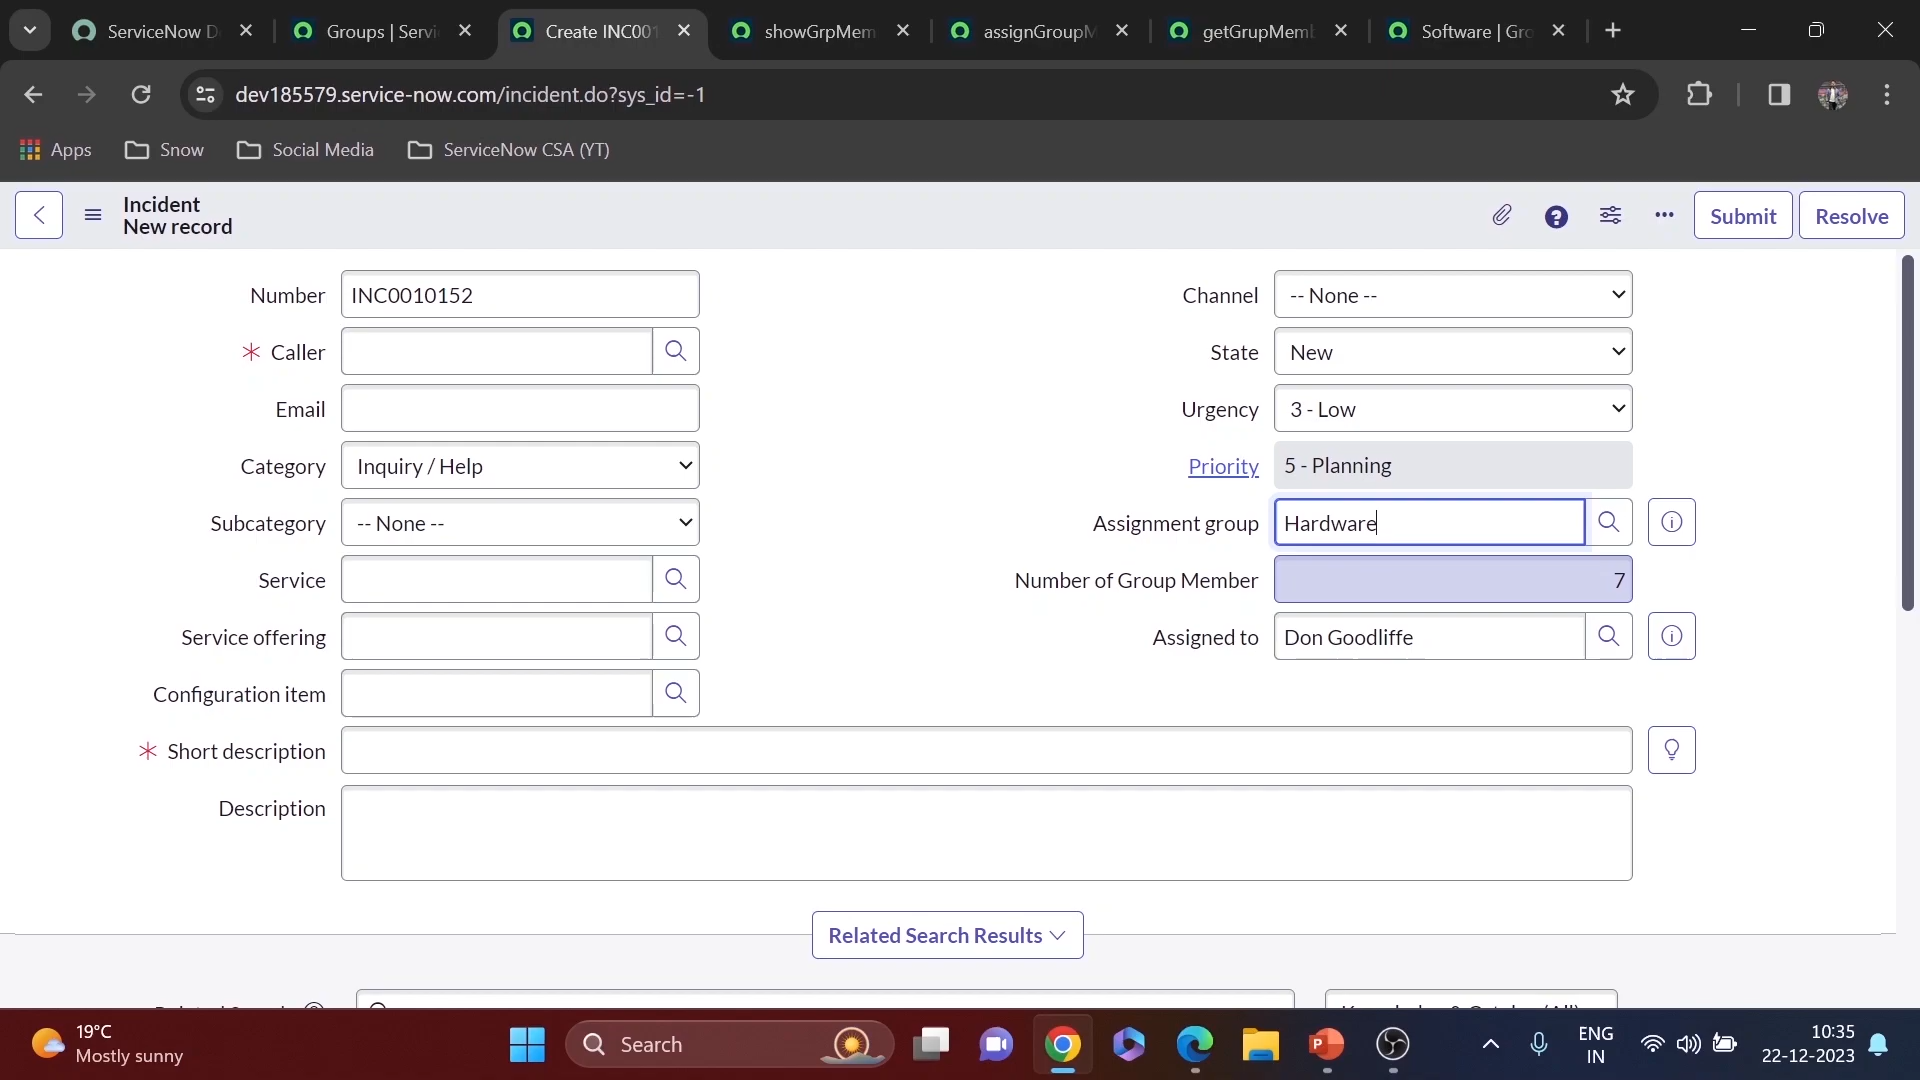 ServiceNow D
Groups | Servi
Create INC001
showGrpMem
assignGroupM
getGrupMemb
Software | Gro
dev185579.service-now.com/incident.do?sys_id=-1
Apps
Snow
Social Media
ServiceNow CSA (YT)
Incident
New record
Submit
Resolve
Number INC0010152
Channel -- None --
* Caller
State New
Email
Urgency 3 - Low
Category Inquiry / Help
Priority 5 - Planning
Subcategory -- None --
Assignment group Hardware
Service
Number of Group Member 7
Service offering
Assigned to Don Goodliffe
Configuration item
* Short description
Description
Related Search Results
19°C
Mostly sunny
Search
ENG
IN
10:35
22-12-2023